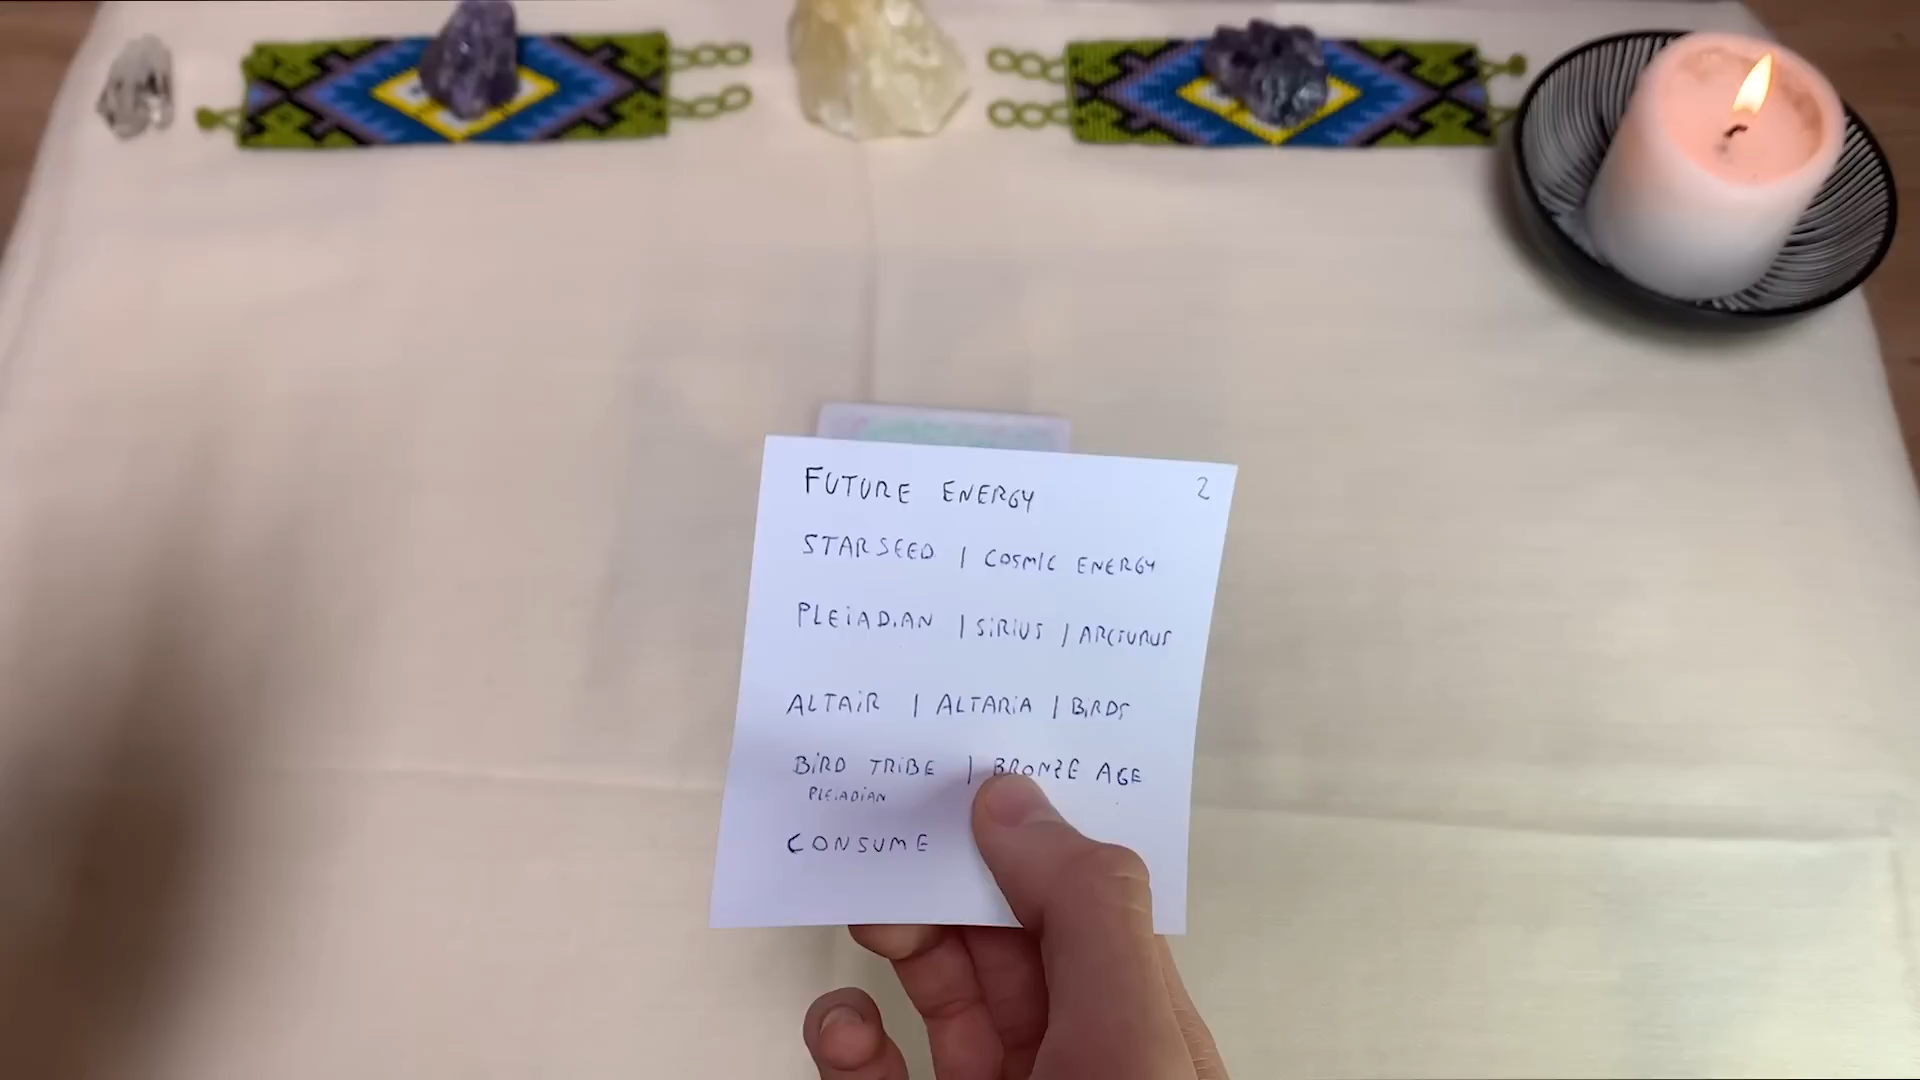 FUTURE ENERGY 2
STARSEED | COSMIC ENERGY
PLEIADIAN | SIRIUS | ARCTURUS
ALTAIR | ALTARIA | BIRDS
BIRD TRIBE | BRONZE AGE
PLEIADIAN
CONSUME